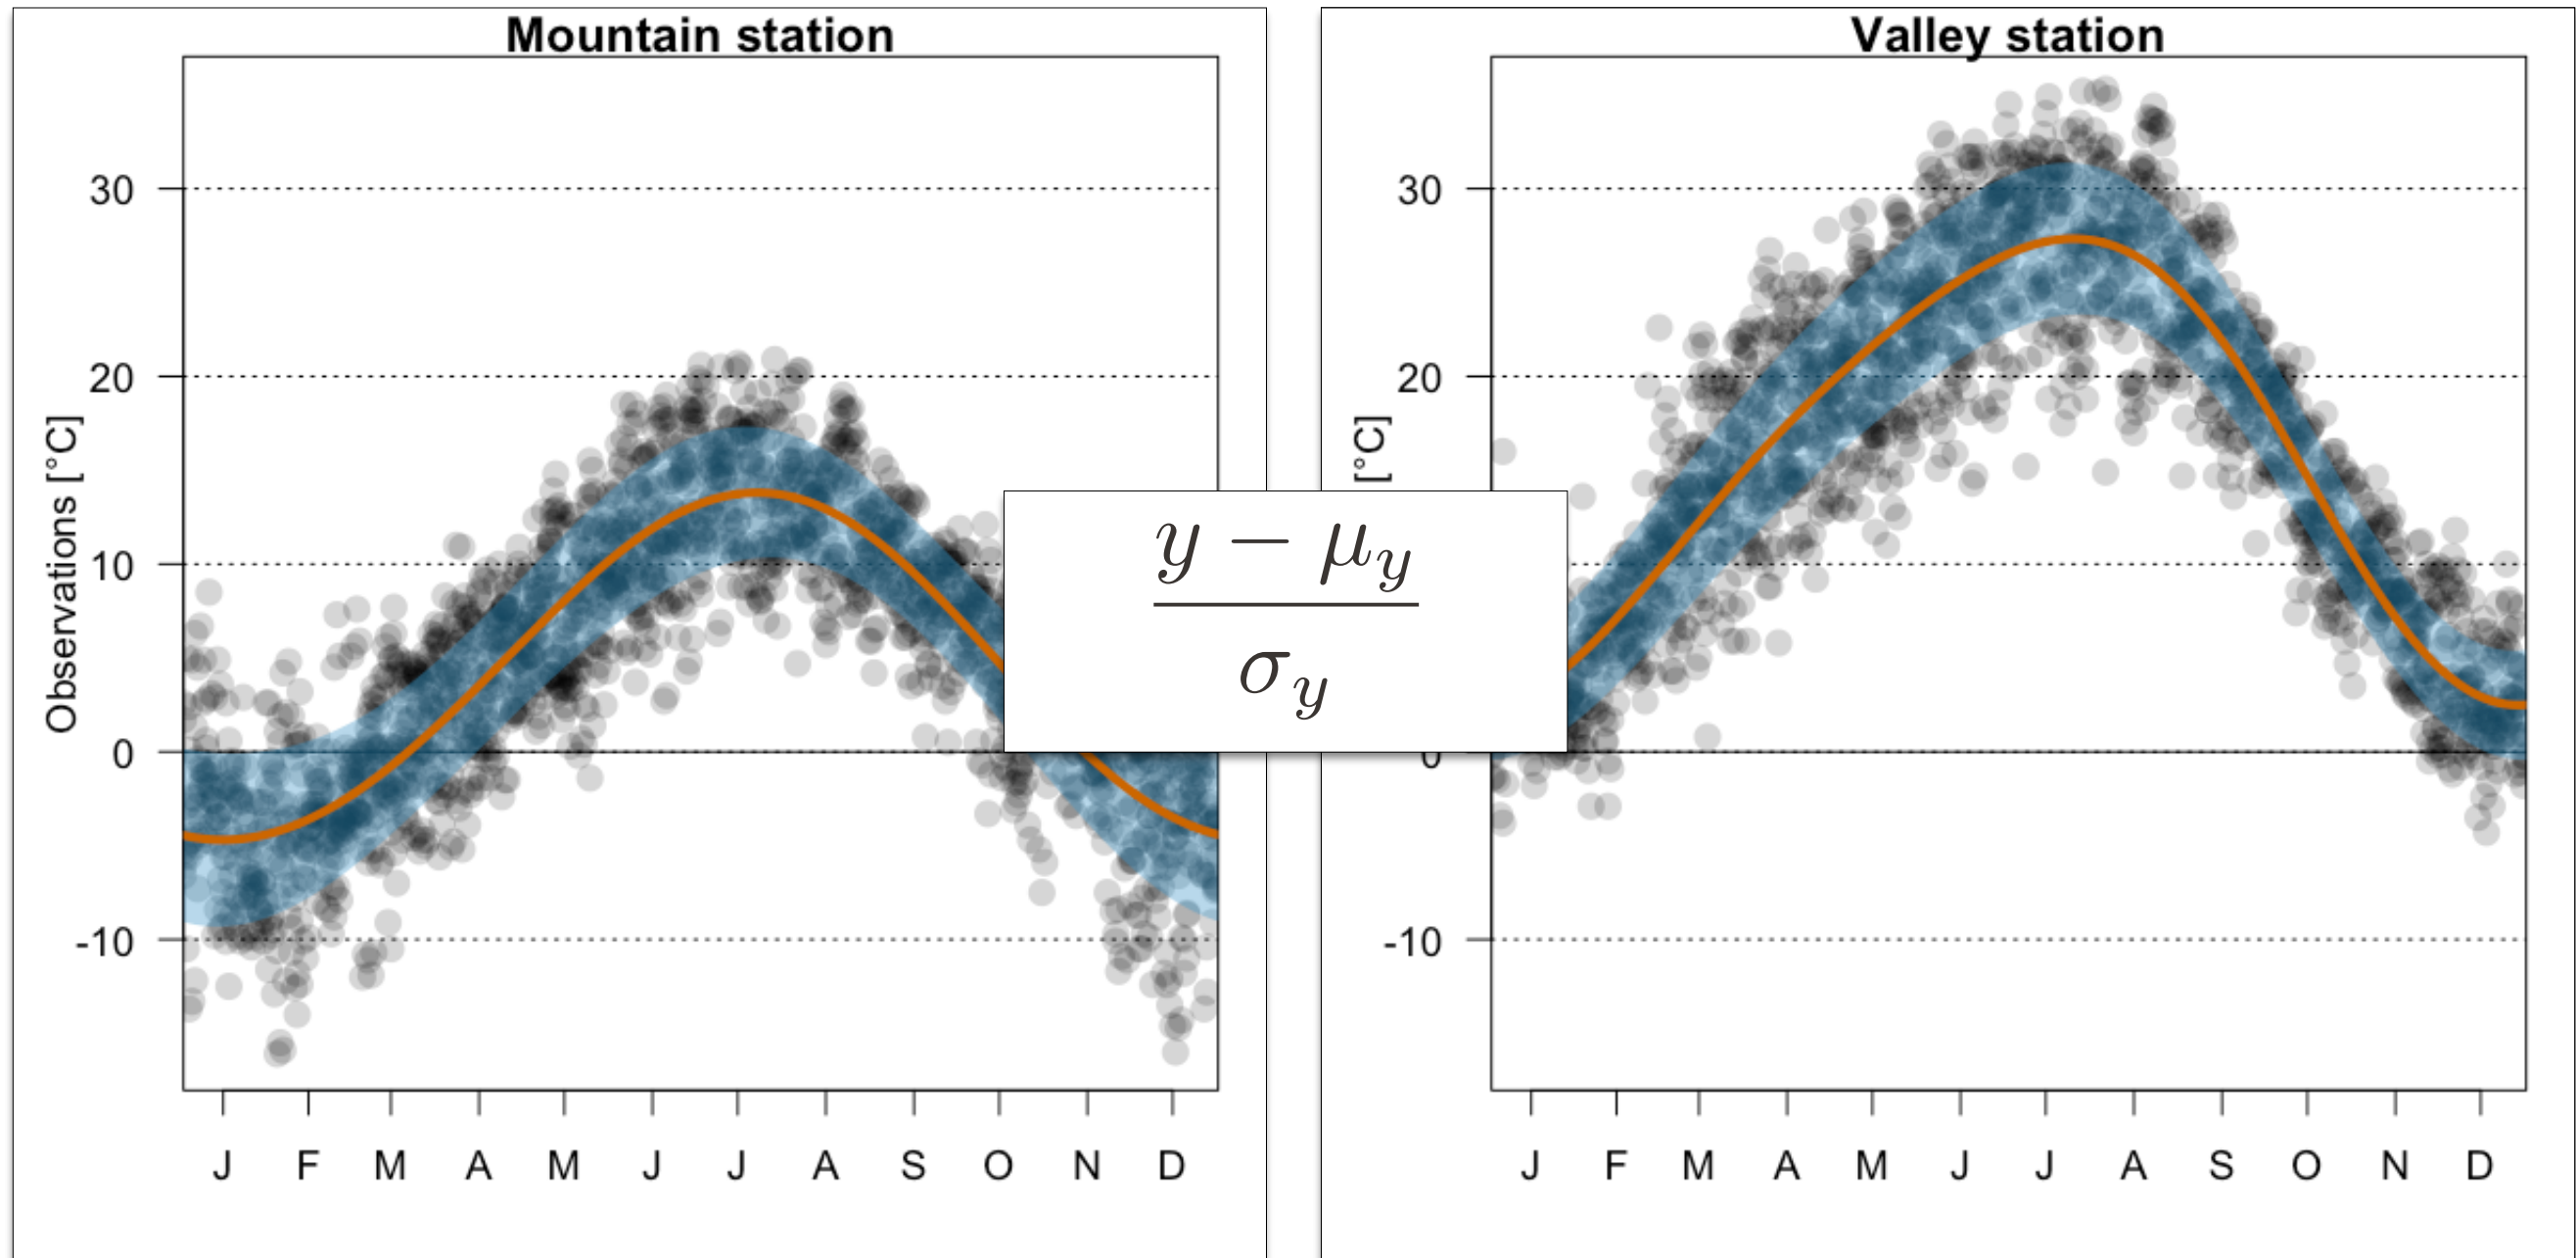 Mountain station
Observations [°C]
30
20
10
0
-10
J F M A M J J A S O N D
y − μ_y
σ_y
Valley station
[°C]
30
20
0
-10
J F M A M J J A S O N D